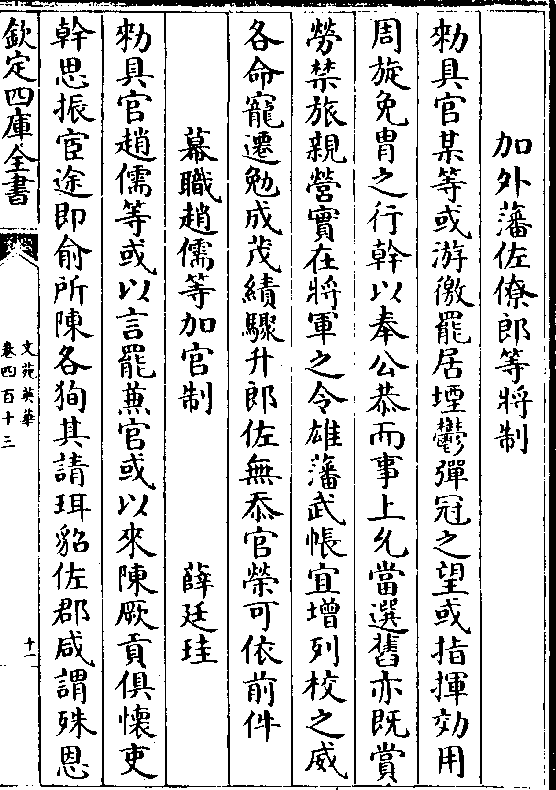 加外藩佐僚郎等將制
勑具官某等或游徼罷居堙鬱彈冠之望或指揮効用
周旋免胄之行幹以奉公恭而事上允當選舊亦既賞
勞禁旅親營實在將軍之令雄藩武帳宜增列校之威
各命寵遷勉成茂績驟升郎佐無忝官榮可依前件
幕職趙儒等加官制 薛廷珪
勑具官趙儒等或以言罷蒹官或以來陳厥貢俱懷吏
幹思振宦途即俞所陳各狥其請珥貂佐郡咸謂殊恩
欽定四庫全書
文苑英華
卷四百十三
十一